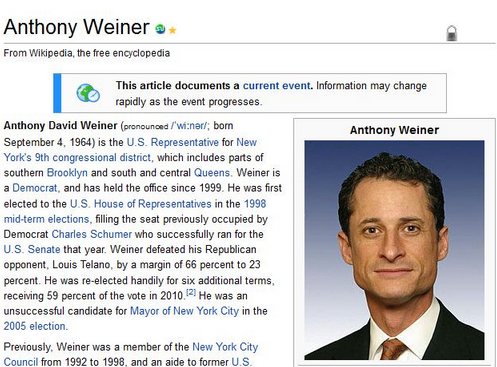 Anthony Weiner
From Wikipedia, the free encyclopedia
This article documents a current event. Information may change
rapidly as the event progresses.
Anthony David Weiner (pronounced /ˈwiːnər/; born
September 4, 1964) is the U.S. Representative for New
York's 9th congressional district, which includes parts of
southern Brooklyn and south and central Queens. Weiner is
a Democrat, and has held the office since 1999. He was first
elected to the U.S. House of Representatives in the 1998
mid-term elections, filling the seat previously occupied by
Democrat Charles Schumer who successfully ran for the
U.S. Senate that year. Weiner defeated his Republican
opponent, Louis Telano, by a margin of 66 percent to 23
percent. He was re-elected handily for six additional terms,
receiving 59 percent of the vote in 2010.[2] He was an
unsuccessful candidate for Mayor of New York City in the
2005 election.
Previously, Weiner was a member of the New York City
Council from 1992 to 1998, and an aide to former U.S.
Anthony Weiner